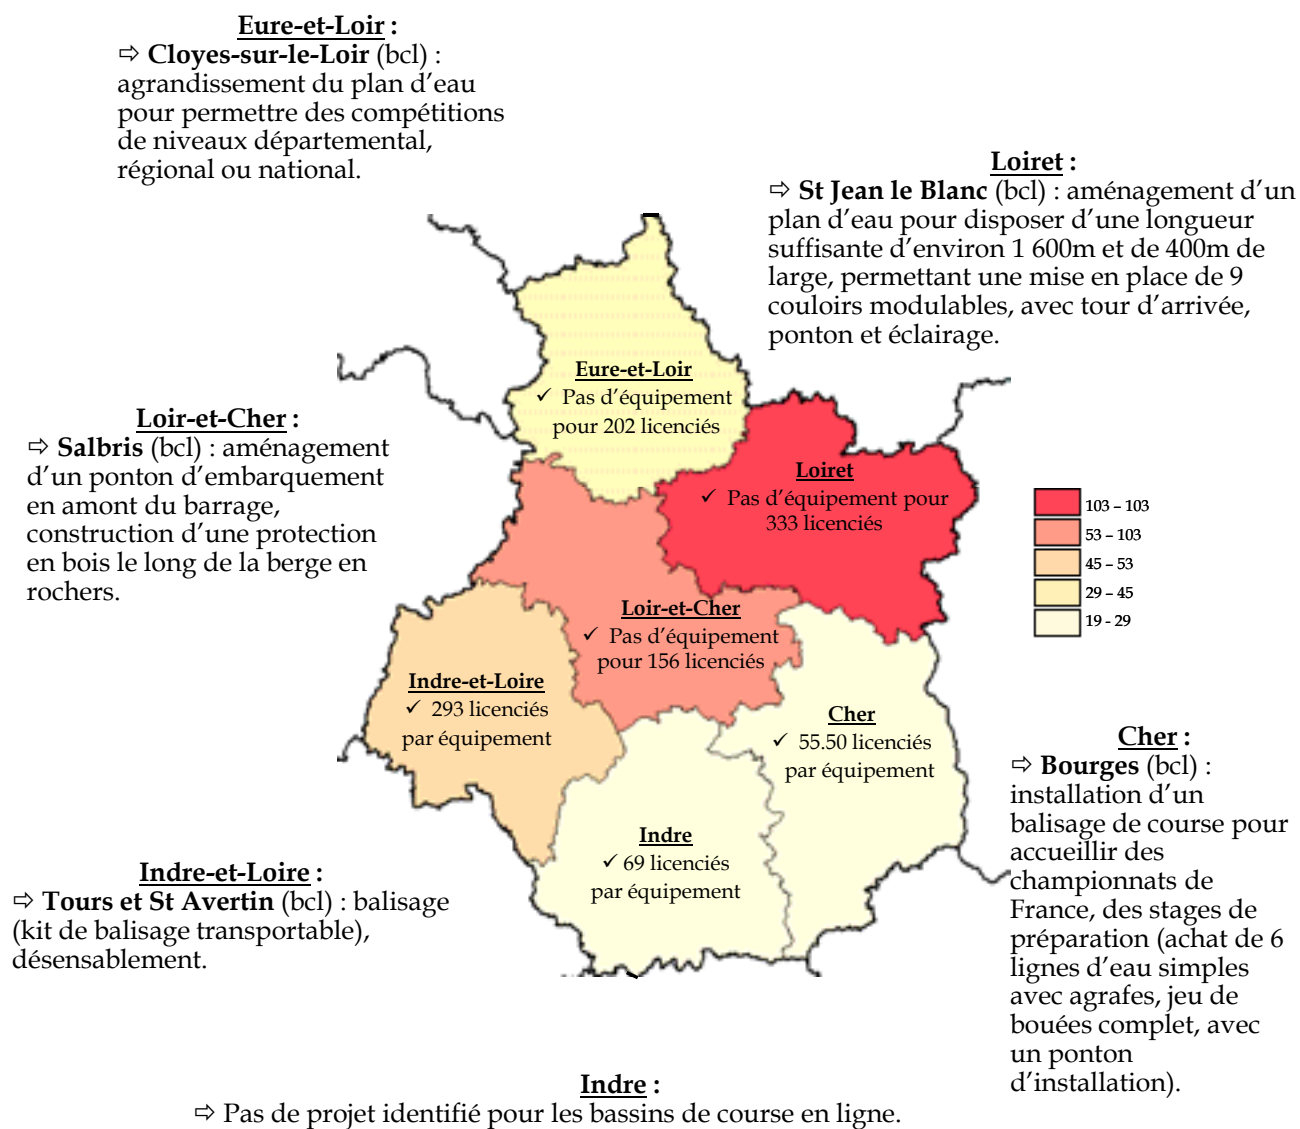 Eure-et-Loir :
⇨ Cloyes-sur-le-Loir (bcl) :
agrandissement du plan d'eau
pour permettre des compétitions
de niveaux départemental,
régional ou national.
Loiret :
⇨ St Jean le Blanc (bcl) : aménagement d'un
plan d'eau pour disposer d'une longueur
suffisante d'environ 1 600m et de 400m de
large, permettant une mise en place de 9
couloirs modulables, avec tour d'arrivée,
ponton et éclairage.
Eure-et-Loir
✓ Pas d'équipement
pour 202 licenciés
Loir-et-Cher :
⇨ Salbris (bcl) : aménagement
d'un ponton d'embarquement
en amont du barrage,
construction d'une protection
en bois le long de la berge en
rochers.
Loiret
✓ Pas d'équipement pour
333 licenciés
103 – 103
53 – 103
45 – 53
29 – 45
19 - 29
Loir-et-Cher
✓ Pas d'équipement
pour 156 licenciés
Indre-et-Loire
✓ 293 licenciés
par équipement
Cher
✓ 55.50 licenciés
par équipement
Indre
✓ 69 licenciés
par équipement
Cher :
⇨ Bourges (bcl) :
installation d'un
balisage de course pour
accueillir des
championnats de
France, des stages de
préparation (achat de 6
lignes d'eau simples
avec agrafes, jeu de
bouées complet, avec
un ponton
d'installation).
Indre-et-Loire :
⇨ Tours et St Avertin (bcl) : balisage
(kit de balisage transportable),
désensablement.
Indre :
⇨ Pas de projet identifié pour les bassins de course en ligne.